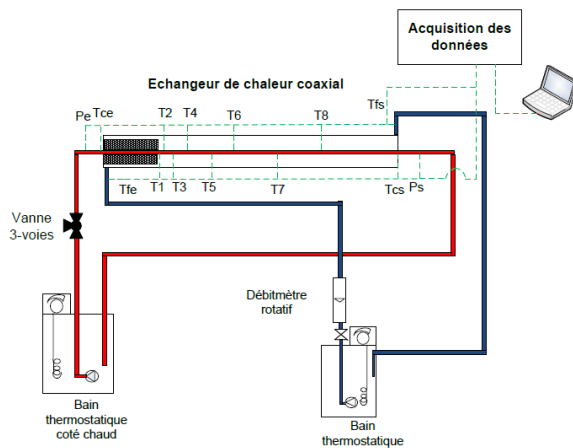 Acquisition des
données
Echangeur de chaleur coaxial
Tfs
Pe
Tce
T2
T4
T6
T8
Tfe
T1
T3
T5
T7
Tcs
Ps
Vanne
3-voies
Débitmètre
rotatif
Bain
thermostatique
coté chaud
Bain
thermostatique